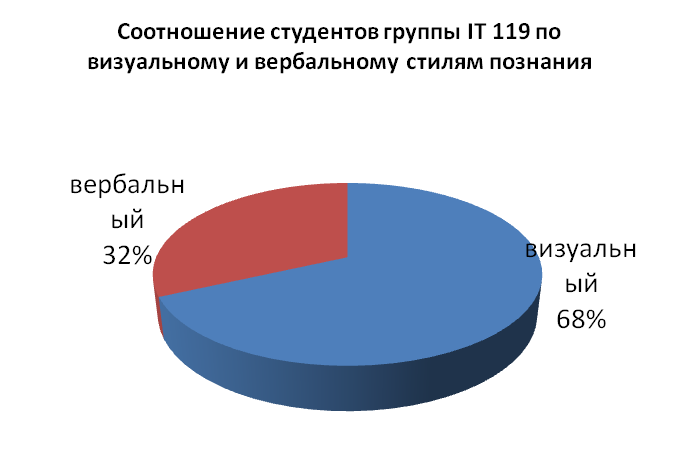 Соотношение студентов группы IT 119 по
визуальному и вербальному стилям познания
вербальн
ый
32%
визуальн
ый
68%